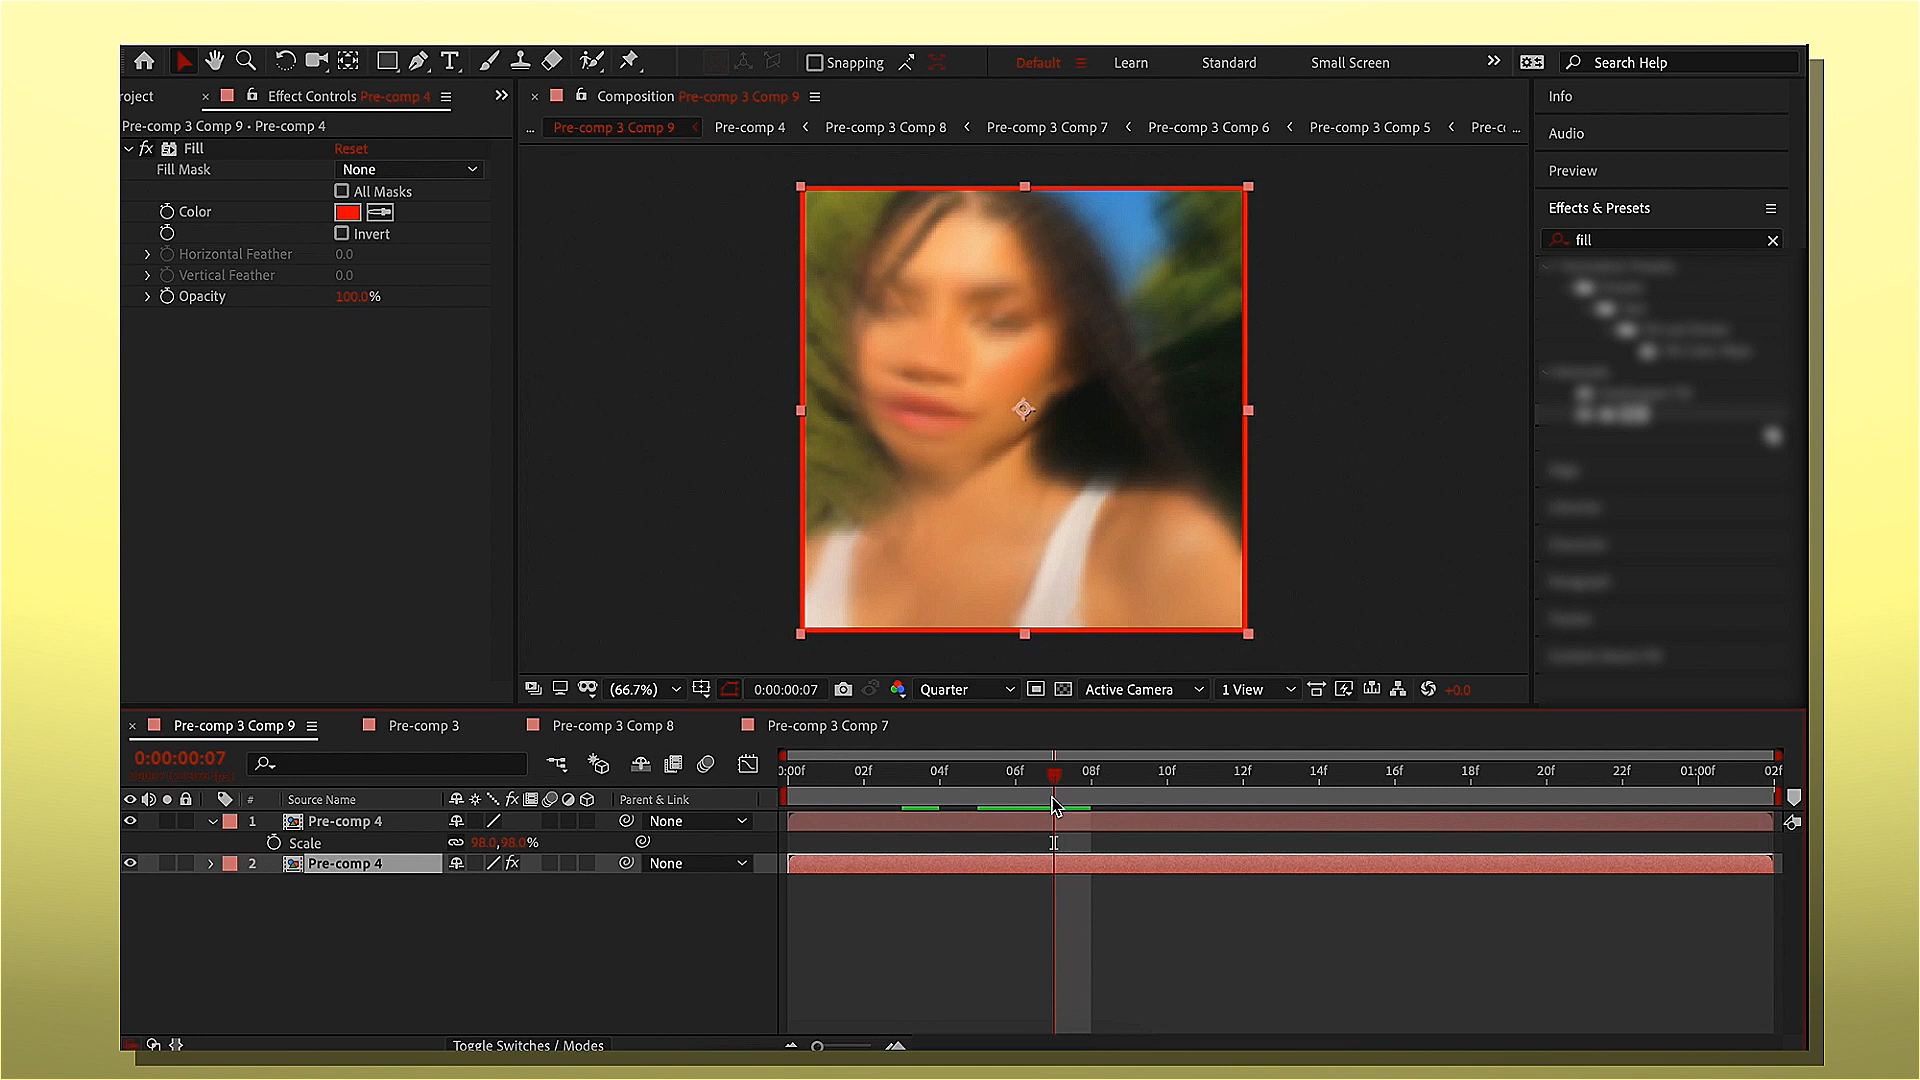 Snapping
Default
Learn
Standard
Small Screen
Search Help
roject
Effect Controls Pre-comp 4
Composition Pre-comp 3 Comp 9
Info
Pre-comp 3 Comp 9 • Pre-comp 4
... Pre-comp 3 Comp 9 Pre-comp 4 Pre-comp 3 Comp 8 Pre-comp 3 Comp 7 Pre-comp 3 Comp 6 Pre-comp 3 Comp 5 Pre-c ...
Audio
fx Fill Reset
Fill Mask None
Preview
All Masks
Color
Effects & Presets
Invert
fill
Horizontal Feather 0.0
Vertical Feather 0.0
Opacity 100.0%
(66.7%) 0:00:00:07 Quarter Active Camera 1 View +0.0
Pre-comp 3 Comp 9 Pre-comp 3 Pre-comp 3 Comp 8 Pre-comp 3 Comp 7
0:00:00:07
0:00f 02f 04f 06f 08f 10f 12f 14f 16f 18f 20f 22f 01:00f 02f
# Source Name fx Parent & Link
1 Pre-comp 4 None
Scale 98.0,98.0%
2 Pre-comp 4 fx None
Toggle Switches / Modes